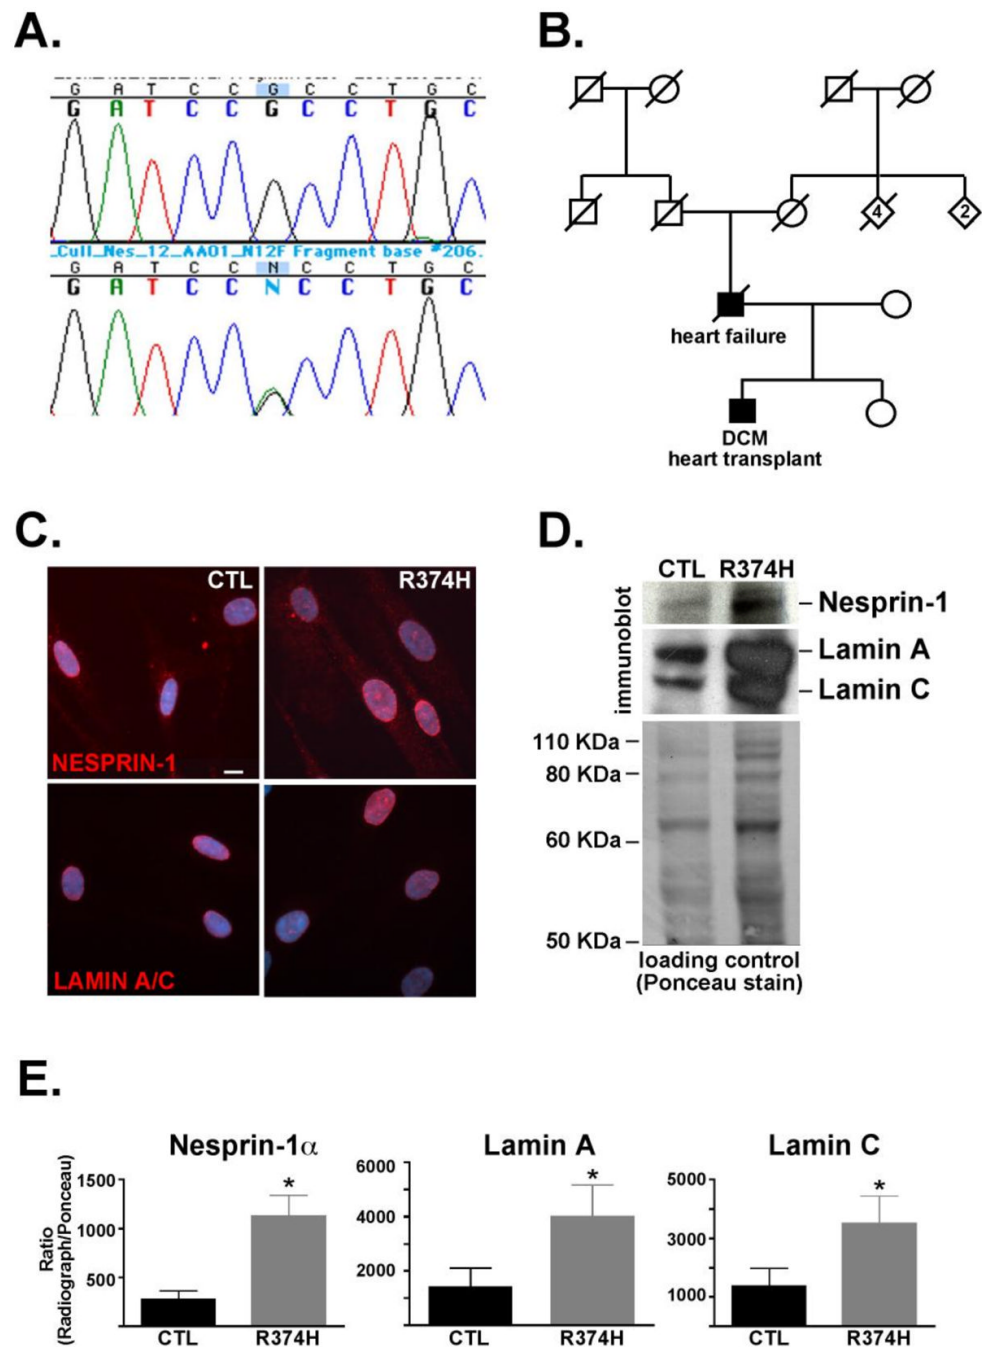 A.
G A T C C G C C T G C
G A T C C G C C T G C
_Cull_Nes_12_AA01_N12F Fragment base #206.
G A T C C N C C T G C
G A T C C N C C T G C
B.
4
2
heart failure
DCM
heart transplant
C.
CTL
R374H
NESPRIN-1
LAMIN A/C
D.
CTL R374H
immunoblot
Nesprin-1
Lamin A
Lamin C
110 KDa
80 KDa
60 KDa
50 KDa
loading control
(Ponceau stain)
E.
Ratio
(Radiograph/Ponceau)
Nesprin-1α
1500
1000
500
*
CTL R374H
Lamin A
6000
4000
2000
*
CTL R374H
Lamin C
5000
3000
1000
*
CTL R374H